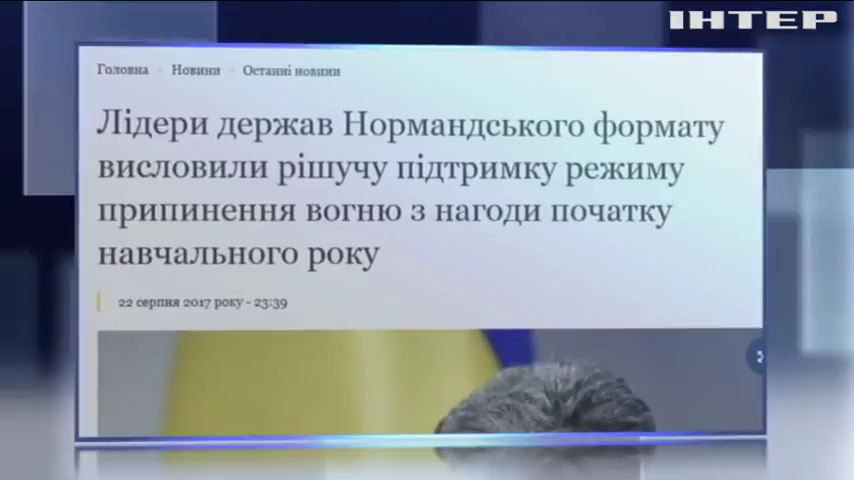 ІНТЕР
Головна Новини Останні новини
Лідери держав Нормандського формату
висловили рішучу підтримку режиму
припинення вогню з нагоди початку
навчального року
22 серпня 2017 року - 23:39